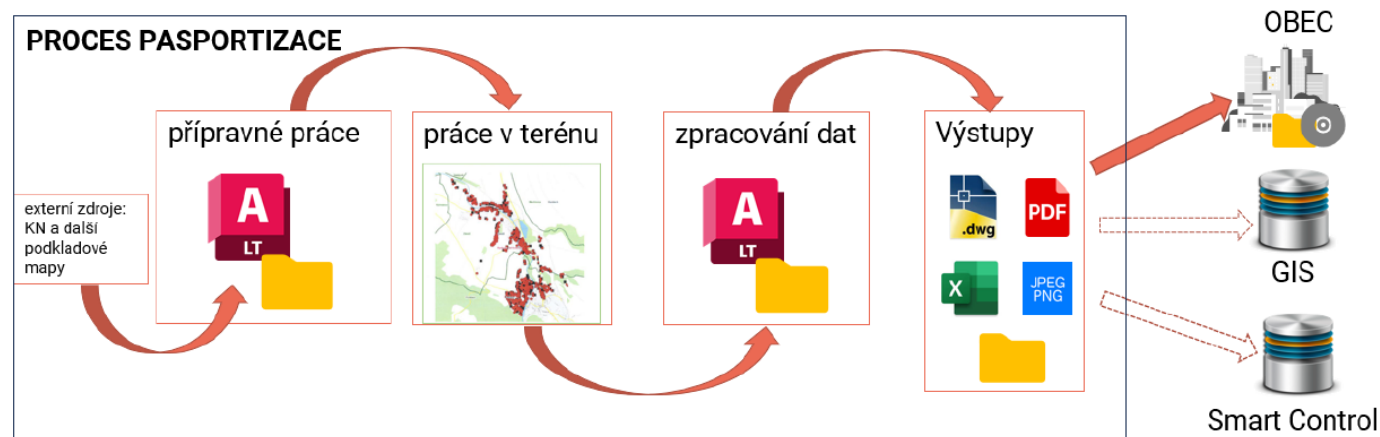 PROCES PASPORTIZACE
externí zdroje:
KN a další
podkladové
mapy
přípravné práce
A
LT
práce v terénu
zpracování dat
A
LT
Výstupy
.dwg
PDF
X
JPEG
PNG
OBEC
GIS
Smart Control